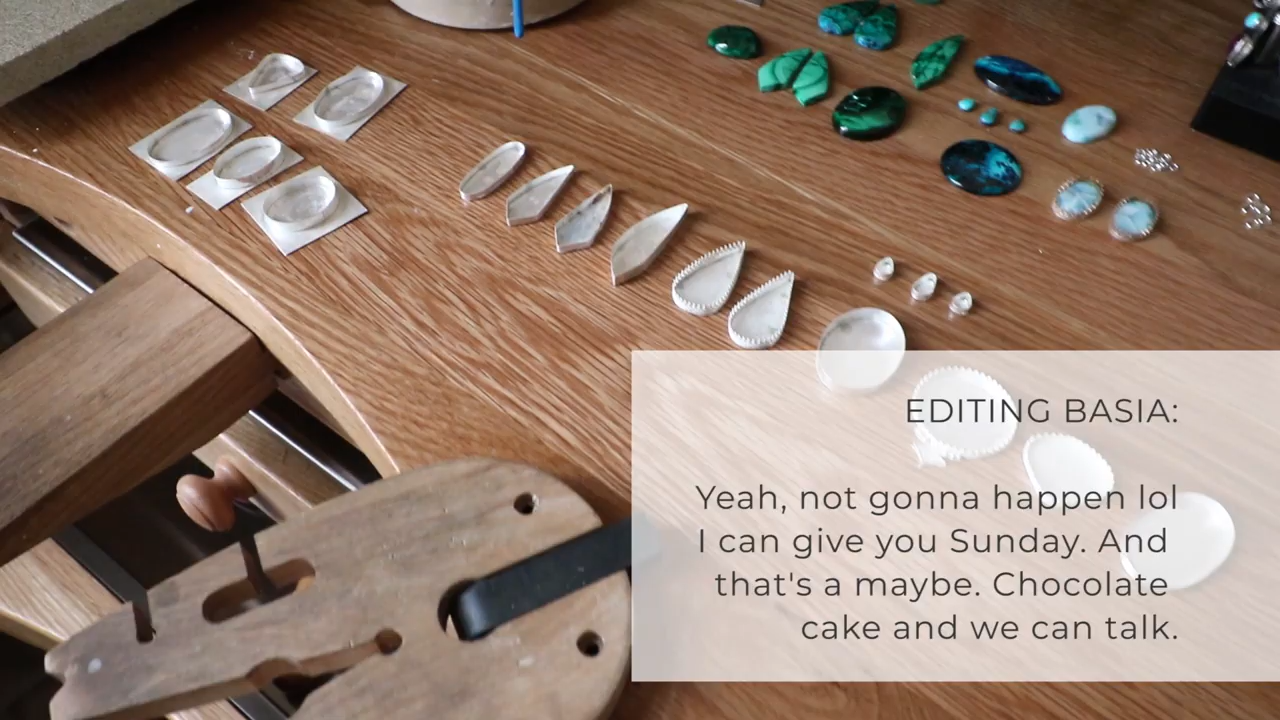 EDITING BASIA:
Yeah, not gonna happen lol
I can give you Sunday. And
that's a maybe. Chocolate
cake and we can talk.